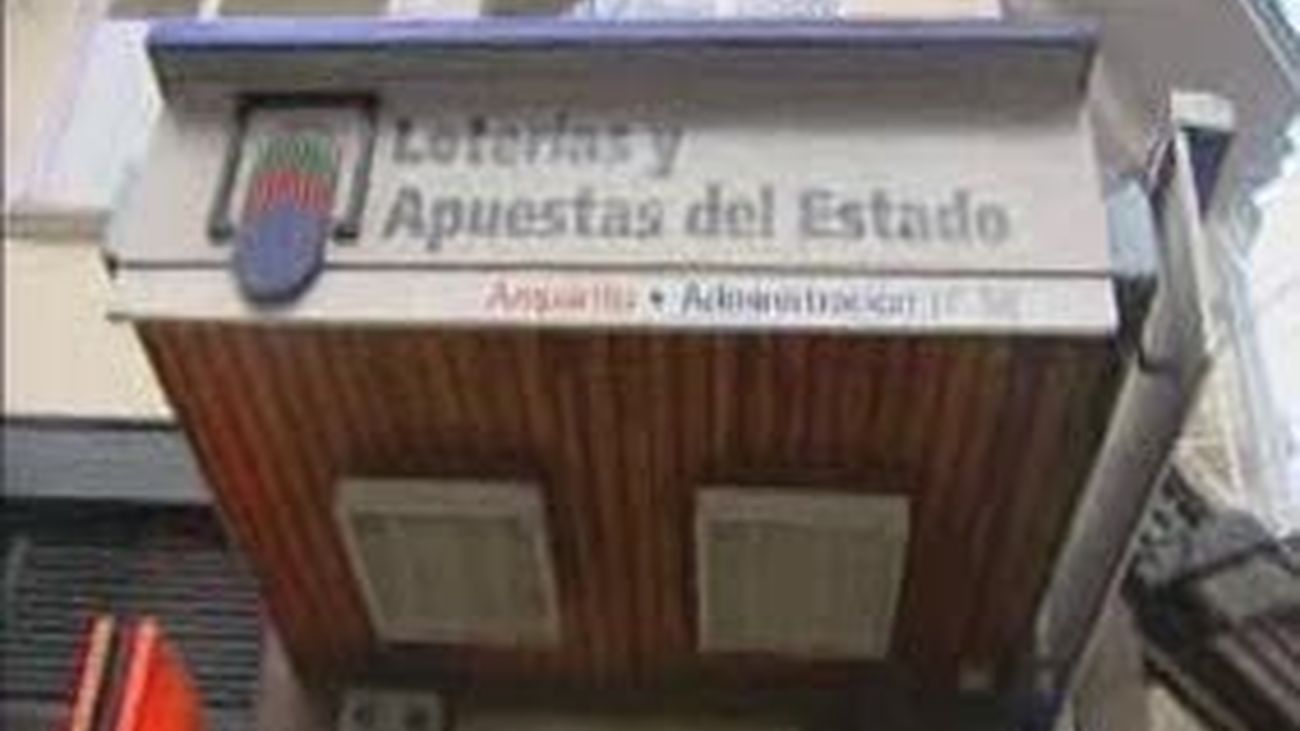 Loterías y
Apuestas del Estado
• Administración